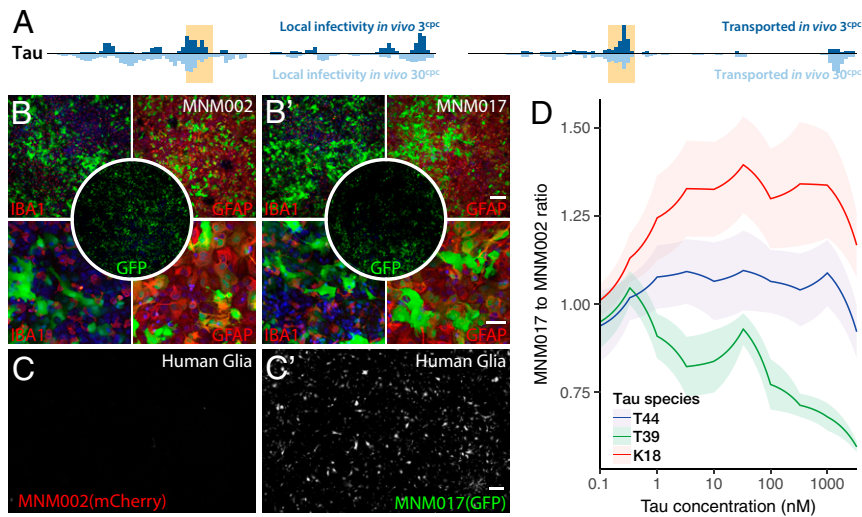 A
Tau
Local infectivity in vivo 3cpc
Local infectivity in vivo 30cpc
Transported in vivo 3cpc
Transported in vivo 30cpc
B
MNM002
IBA1
GFAP
GFP
IBA1
GFAP
B'
MNM017
IBA1
GFAP
GFP
IBA1
GFAP
C
Human Glia
MNM002(mCherry)
C'
Human Glia
MNM017(GFP)
D
MNM017 to MNM002 ratio
1.50
1.25
1.00
0.75
Tau species
T44
T39
K18
0.1
1
10
100
1000
Tau concentration (nM)